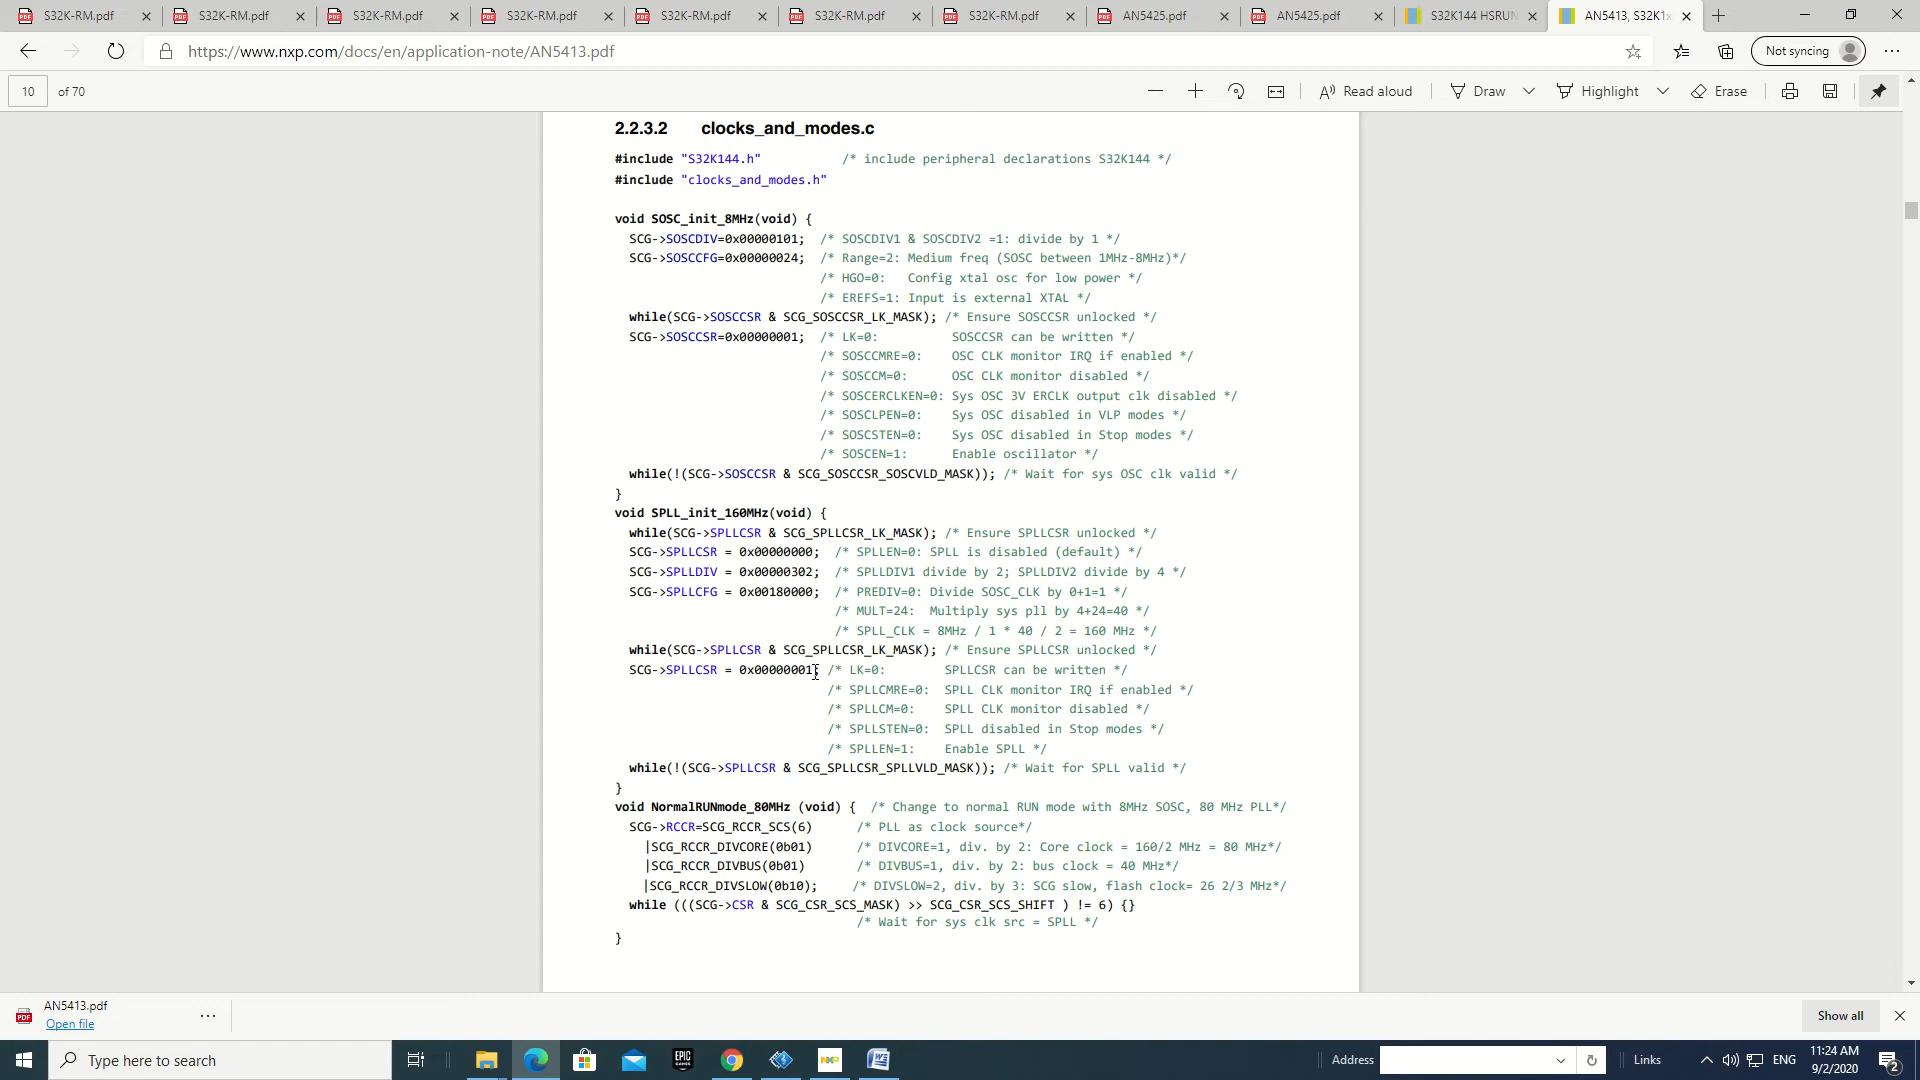 S32K-RM.pdf S32K-RM.pdf S32K-RM.pdf S32K-RM.pdf S32K-RM.pdf S32K-RM.pdf S32K-RM.pdf AN5425.pdf AN5425.pdf S32K144 HSRUN AN5413, S32K1x
https://www.nxp.com/docs/en/application-note/AN5413.pdf Not syncing
10 of 70 Read aloud Draw Highlight Erase
2.2.3.2 clocks_and_modes.c
#include "S32K144.h" /* include peripheral declarations S32K144 */
#include "clocks_and_modes.h"
void SOSC_init_8MHz(void) {
SCG->SOSCDIV=0x00000101; /* SOSCDIV1 & SOSCDIV2 =1: divide by 1 */
SCG->SOSCCFG=0x00000024; /* Range=2: Medium freq (SOSC between 1MHz-8MHz)*/
/* HGO=0: Config xtal osc for low power */
/* EREFS=1: Input is external XTAL */
while(SCG->SOSCCSR & SCG_SOSCCSR_LK_MASK); /* Ensure SOSCCSR unlocked */
SCG->SOSCCSR=0x00000001; /* LK=0: SOSCCSR can be written */
/* SOSCCMRE=0: OSC CLK monitor IRQ if enabled */
/* SOSCCM=0: OSC CLK monitor disabled */
/* SOSCERCLKEN=0: Sys OSC 3V ERCLK output clk disabled */
/* SOSCLPEN=0: Sys OSC disabled in VLP modes */
/* SOSCSTEN=0: Sys OSC disabled in Stop modes */
/* SOSCEN=1: Enable oscillator */
while(!(SCG->SOSCCSR & SCG_SOSCCSR_SOSCVLD_MASK)); /* Wait for sys OSC clk valid */
}
void SPLL_init_160MHz(void) {
while(SCG->SPLLCSR & SCG_SPLLCSR_LK_MASK); /* Ensure SPLLCSR unlocked */
SCG->SPLLCSR = 0x00000000; /* SPLLEN=0: SPLL is disabled (default) */
SCG->SPLLDIV = 0x00000302; /* SPLLDIV1 divide by 2; SPLLDIV2 divide by 4 */
SCG->SPLLCFG = 0x00180000; /* PREDIV=0: Divide SOSC_CLK by 0+1=1 */
/* MULT=24: Multiply sys pll by 4+24=40 */
/* SPLL_CLK = 8MHz / 1 * 40 / 2 = 160 MHz */
while(SCG->SPLLCSR & SCG_SPLLCSR_LK_MASK); /* Ensure SPLLCSR unlocked */
SCG->SPLLCSR = 0x00000001; /* LK=0: SPLLCSR can be written */
/* SPLLCMRE=0: SPLL CLK monitor IRQ if enabled */
/* SPLLCM=0: SPLL CLK monitor disabled */
/* SPLLSTEN=0: SPLL disabled in Stop modes */
/* SPLLEN=1: Enable SPLL */
while(!(SCG->SPLLCSR & SCG_SPLLCSR_SPLLVLD_MASK)); /* Wait for SPLL valid */
}
void NormalRUNmode_80MHz (void) { /* Change to normal RUN mode with 8MHz SOSC, 80 MHz PLL*/
SCG->RCCR=SCG_RCCR_SCS(6) /* PLL as clock source*/
|SCG_RCCR_DIVCORE(0b01) /* DIVCORE=1, div. by 2: Core clock = 160/2 MHz = 80 MHz*/
|SCG_RCCR_DIVBUS(0b01) /* DIVBUS=1, div. by 2: bus clock = 40 MHz*/
|SCG_RCCR_DIVSLOW(0b10); /* DIVSLOW=2, div. by 3: SCG slow, flash clock= 26 2/3 MHz*/
while (((SCG->CSR & SCG_CSR_SCS_MASK) >> SCG_CSR_SCS_SHIFT ) != 6) {}
/* Wait for sys clk src = SPLL */
}
AN5413.pdf
Open file
Show all
Type here to search
Address Links ENG
11:24 AM
9/2/2020
2